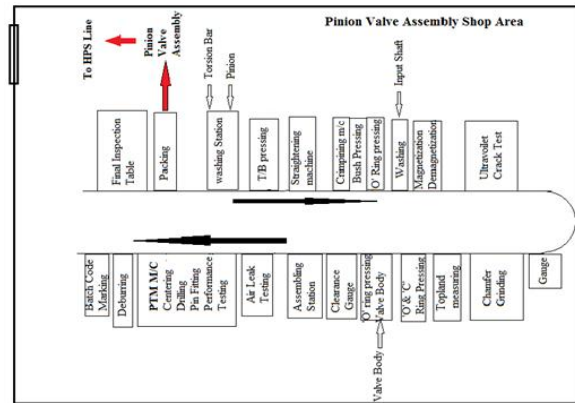 Pinion Valve Assembly Shop Area
To HPS Line
Pinion
Valve
Assembly
Torsion Bar
Pinion
Input Shaft
Final Inspection
Table
Packing
washing Station
T/B pressing
Straightening
machine
Crimpining m/c
Bush Pressing
O' Ring pressing
Washing
Magnetization
Demagnetization
Ultravoilet
Crack Test
Batch Code
Marking
Deburring
PTM M/C
Centering
Drilling
Pin Fitting
Performance
Testing
Air Leak
Testing
Assembling
Station
Clearance
Gauge
O' ring pressing
Valve Body
'O' & 'C'
Ring Pressing
Topland
measuring
Chamfer
Grinding
Gauge
Valve Body